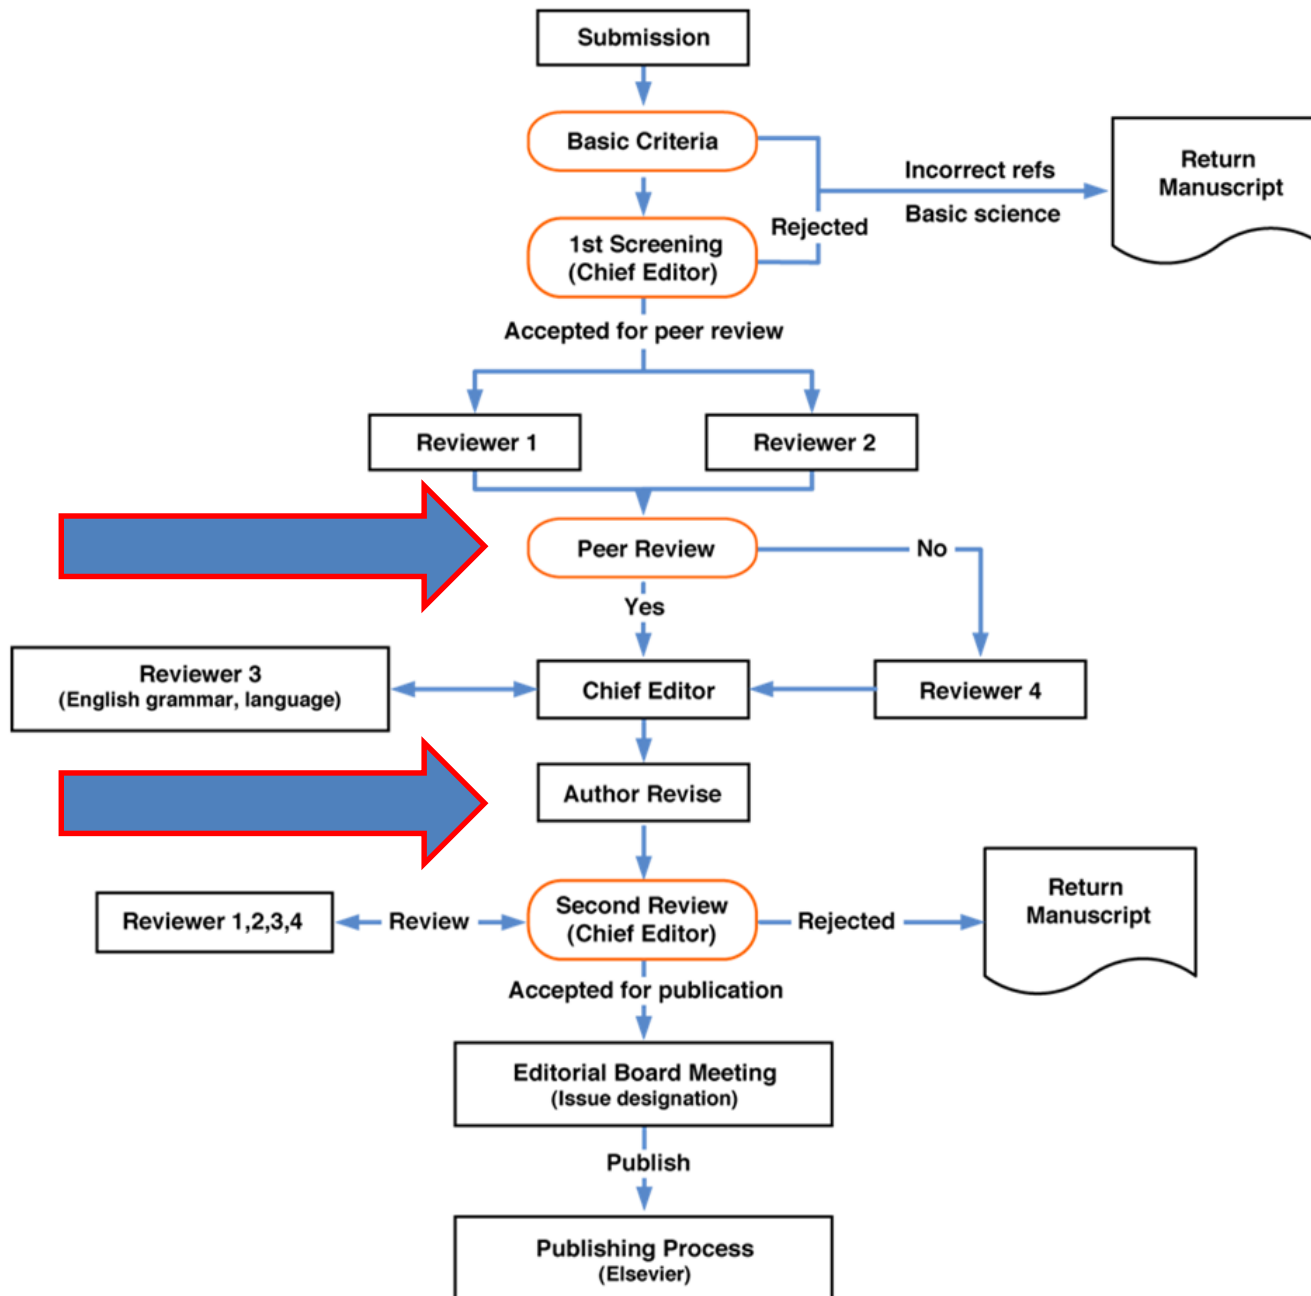 Submission
Basic Criteria
Incorrect refs
Basic science
Return
Manuscript
Rejected
1st Screening
(Chief Editor)
Accepted for peer review
Reviewer 1
Reviewer 2
Peer Review
No
Yes
Reviewer 3
(English grammar, language)
Chief Editor
Reviewer 4
Author Revise
Reviewer 1,2,3,4
Review
Second Review
(Chief Editor)
Rejected
Return
Manuscript
Accepted for publication
Editorial Board Meeting
(Issue designation)
Publish
Publishing Process
(Elsevier)